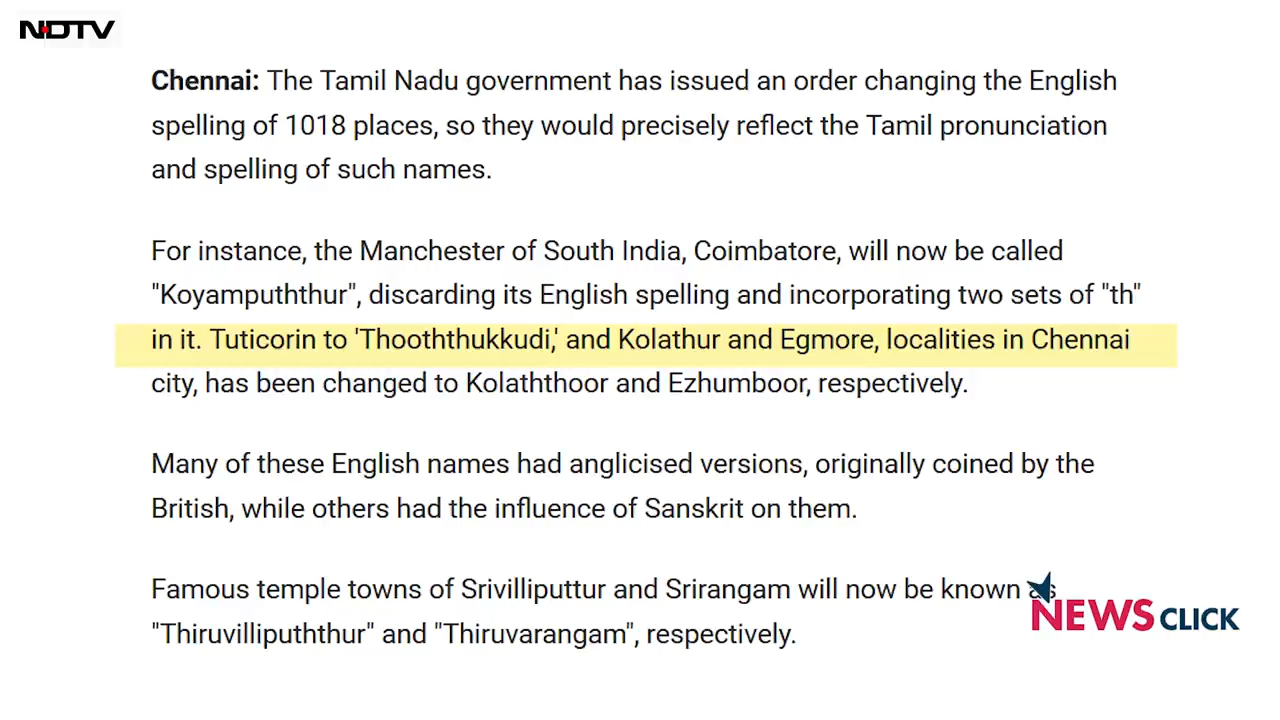 NDTV
Chennai: The Tamil Nadu government has issued an order changing the English
spelling of 1018 places, so they would precisely reflect the Tamil pronunciation
and spelling of such names.
For instance, the Manchester of South India, Coimbatore, will now be called
"Koyampuththur", discarding its English spelling and incorporating two sets of "th"
in it. Tuticorin to 'Thooththukkudi,' and Kolathur and Egmore, localities in Chennai
city, has been changed to Kolaththoor and Ezhumboor, respectively.
Many of these English names had anglicised versions, originally coined by the
British, while others had the influence of Sanskrit on them.
Famous temple towns of Srivilliputtur and Srirangam will now be known as
"Thiruvillipuththur" and "Thiruvarangam", respectively.
NEWS CLICK